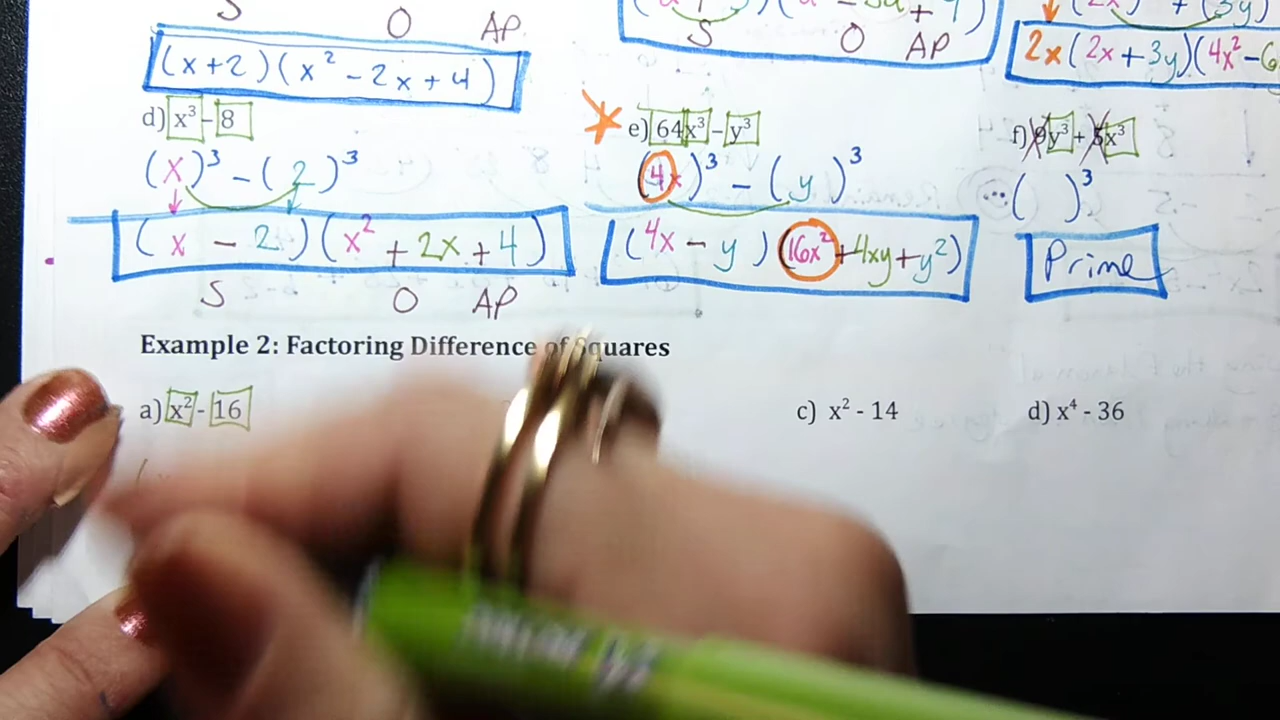 S O AP
(x+2)(x² - 2x + 4)
S O AP
2x(2x+3y)(4x²-6
d) x³ - 8
(x)³ - (2)³
(x - 2)(x² + 2x + 4)
S O AP
e) 64x³ - y³
(4x)³ - (y)³
(4x - y)(16x² + 4xy + y²)
f) 9y³ + 5x³
( )³
Prime
Example 2: Factoring Difference of Squares
a) x² - 16
c) x² - 14
d) x⁴ - 36